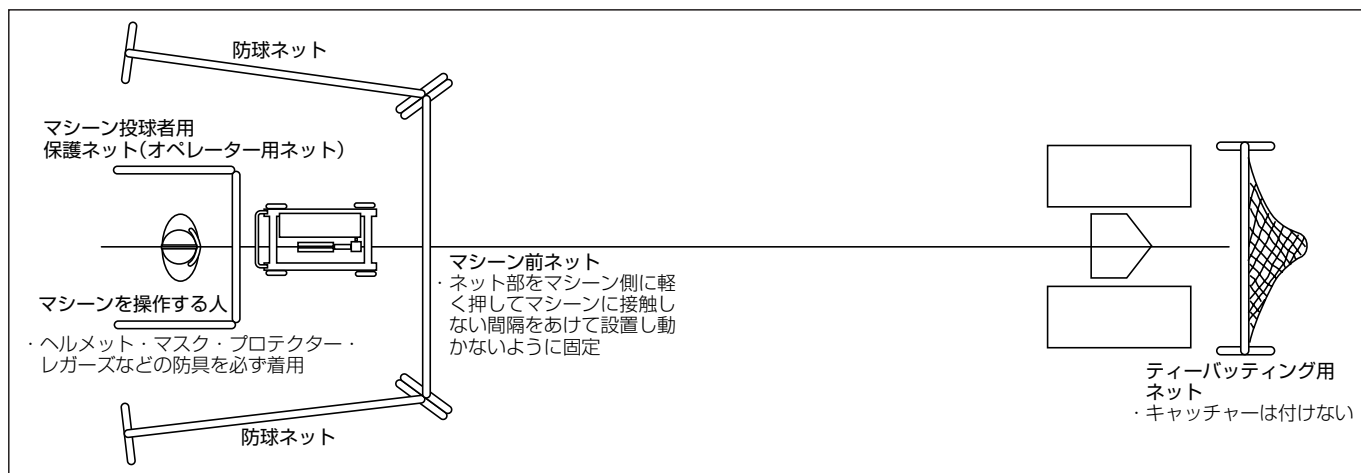 防球ネット
マシーン投球者用
保護ネット(オペレーター用ネット)
マシーンを操作する人
・ヘルメット・マスク・プロテクター・
レガーズなどの防具を必ず着用
防球ネット
マシーン前ネット
・ネット部をマシーン側に軽
く押してマシーンに接触し
ない間隔をあけて設置し動
かないように固定
ティーバッティング用
ネット
・キャッチャーは付けない